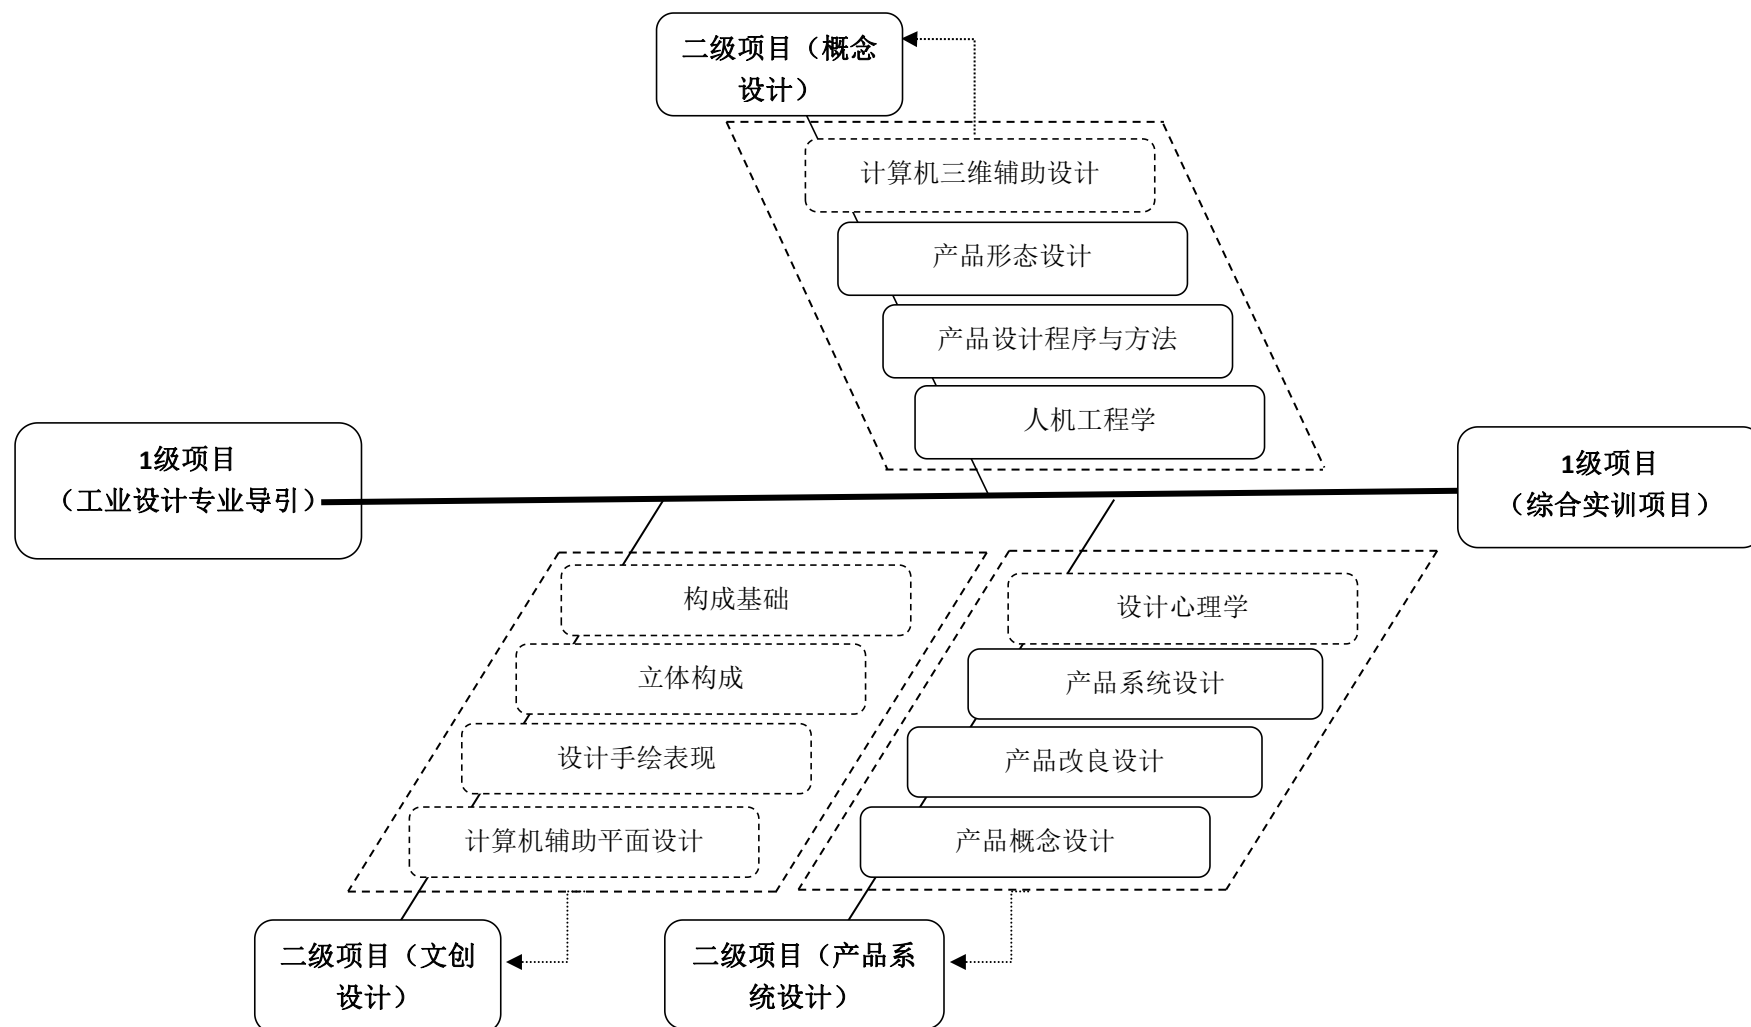 二级项目（概念
设计）
计算机三维辅助设计
产品形态设计
产品设计程序与方法
人机工程学
1级项目
（工业设计专业导引）
1级项目
（综合实训项目）
构成基础
立体构成
设计手绘表现
计算机辅助平面设计
设计心理学
产品系统设计
产品改良设计
产品概念设计
二级项目（文创
设计）
二级项目（产品系
统设计）